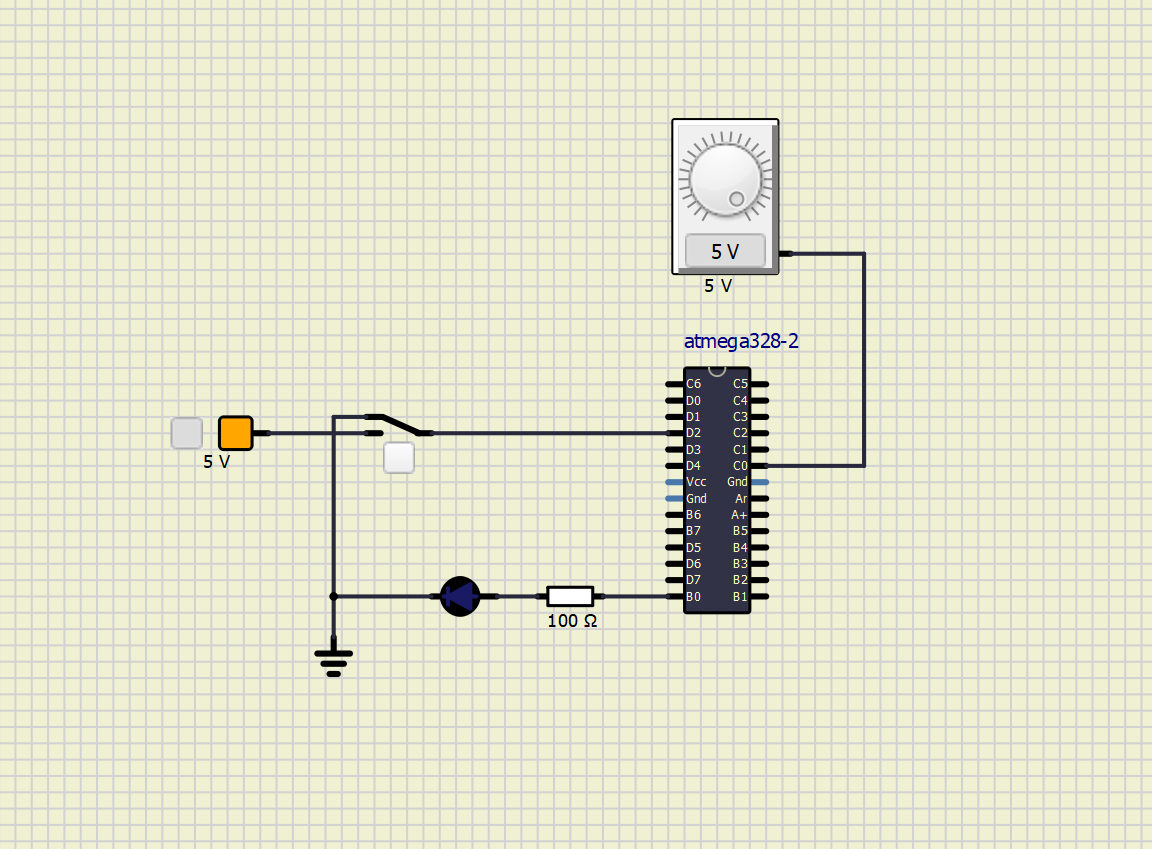 5 V
5 V
atmega328-2
C6 C5
D0 C4
D1 C3
D2 C2
D3 C1
D4 C0
Vcc Gnd
Gnd Ar
B6 A+
B7 B5
D5 B4
D6 B3
D7 B2
B0 B1
5 V
100 Ω